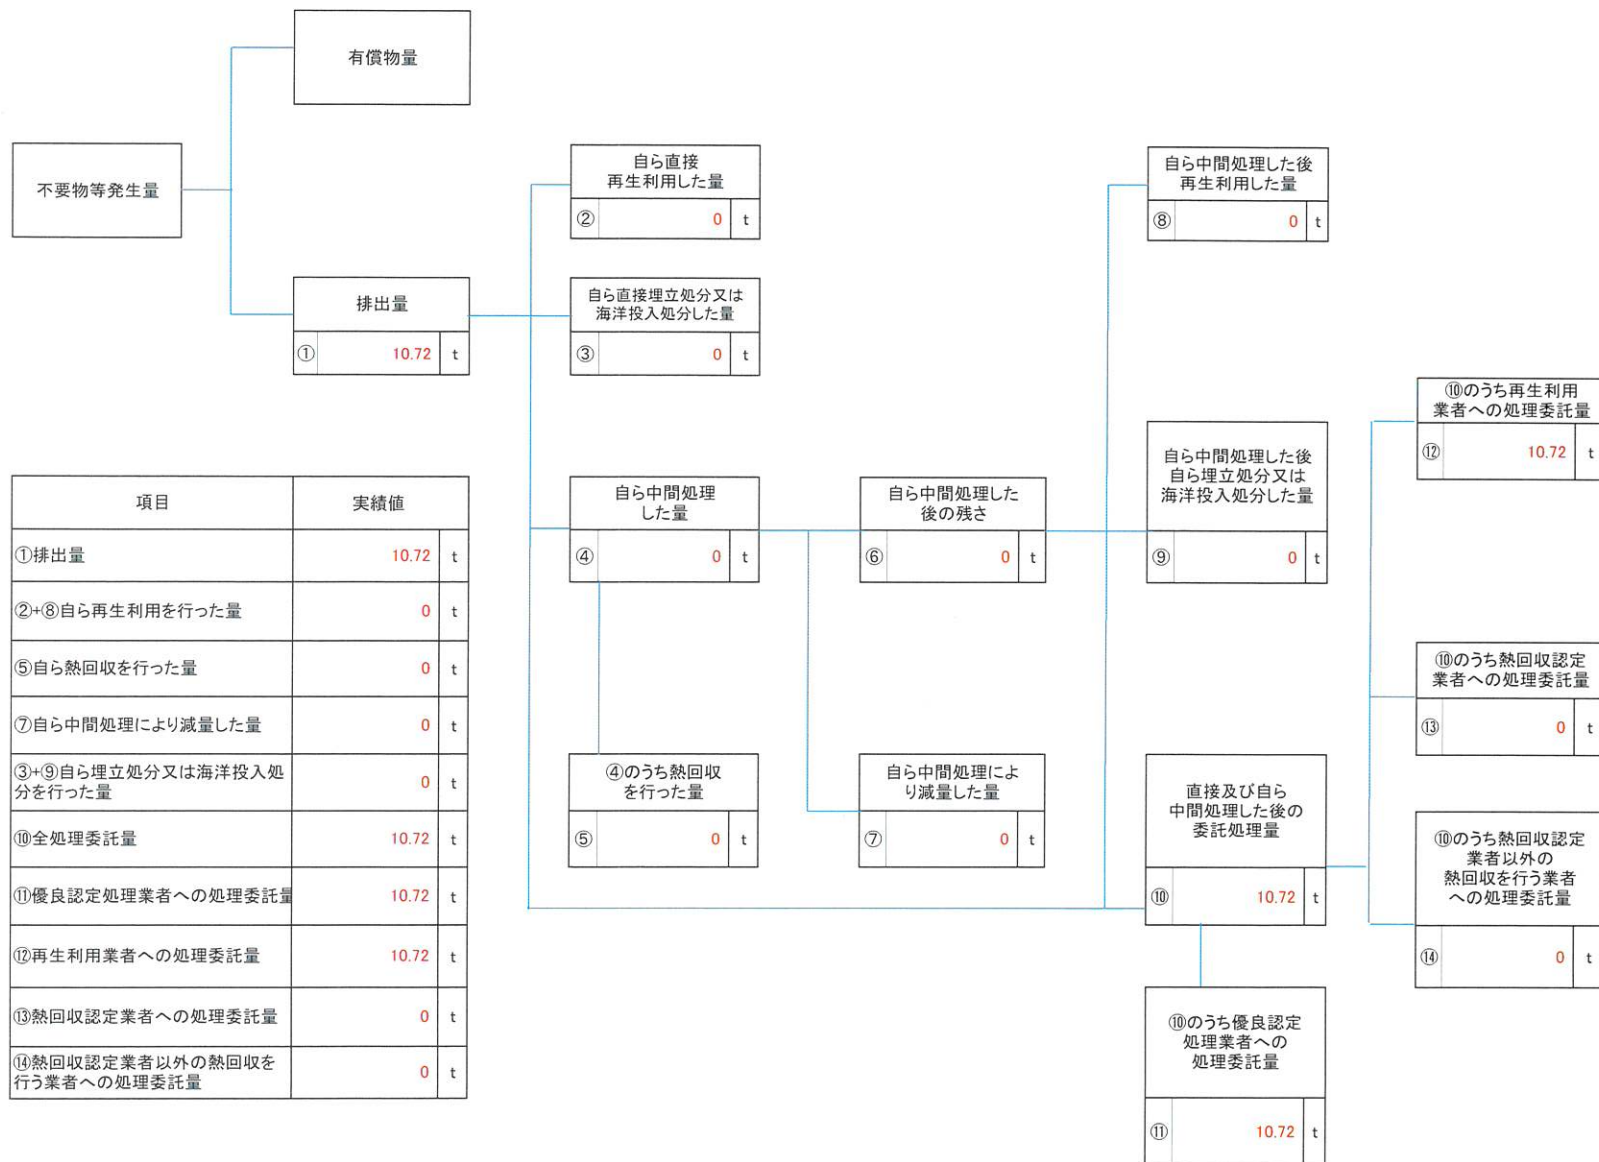 有償物量
不要物等発生量
排出量
① 10.72 t
自ら直接
再生利用した量
② 0 t
自ら直接埋立処分又は
海洋投入処分した量
③ 0 t
自ら中間処理
した量
④ 0 t
④のうち熱回収
を行った量
⑤ 0 t
自ら中間処理した
後の残さ
⑥ 0 t
自ら中間処理によ
り減量した量
⑦ 0 t
自ら中間処理した後
再生利用した量
⑧ 0 t
自ら中間処理した後
自ら埋立処分又は
海洋投入処分した量
⑨ 0 t
直接及び自ら
中間処理した後の
委託処理量
⑩ 10.72 t
⑩のうち優良認定
処理業者への
処理委託量
⑪ 10.72 t
⑩のうち再生利用
業者への処理委託量
⑫ 10.72 t
⑩のうち熱回収認定
業者への処理委託量
⑬ 0 t
⑩のうち熱回収認定
業者以外の
熱回収を行う業者
への処理委託量
⑭ 0 t
項目 実績値
①排出量 10.72 t
②+⑧自ら再生利用を行った量 0 t
⑤自ら熱回収を行った量 0 t
⑦自ら中間処理により減量した量 0 t
③+⑨自ら埋立処分又は海洋投入処
分を行った量 0 t
⑩全処理委託量 10.72 t
⑪優良認定処理業者への処理委託量 10.72 t
⑫再生利用業者への処理委託量 10.72 t
⑬熱回収認定業者への処理委託量 0 t
⑭熱回収認定業者以外の熱回収を
行う業者への処理委託量 0 t